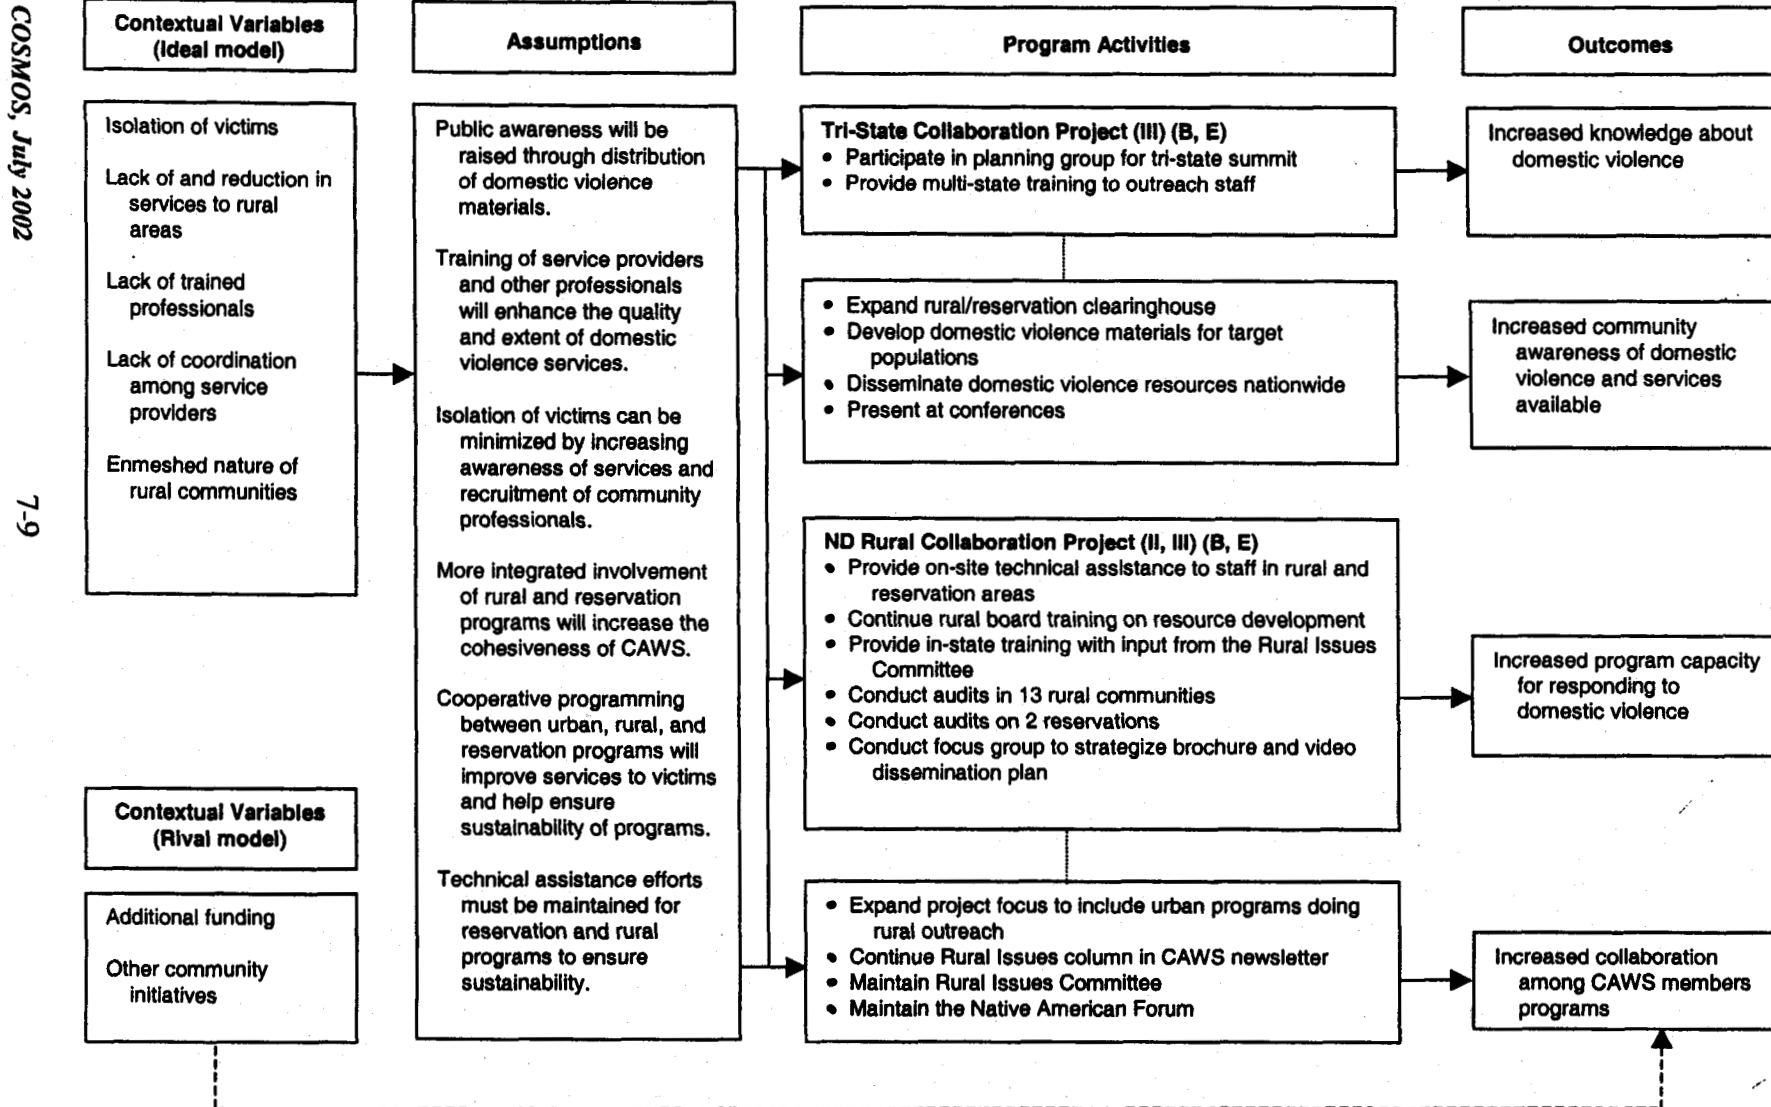 COSMOS, July 2002
7-9
Contextual Variables
(Ideal model)
Isolation of victims
Lack of and reduction in
services to rural
areas
Lack of trained
professionals
Lack of coordination
among service
providers
Enmeshed nature of
rural communities
Contextual Variables
(Rival model)
Additional funding
Other community
initiatives
Assumptions
Public awareness will be
raised through distribution
of domestic violence
materials.
Training of service providers
and other professionals
will enhance the quality
and extent of domestic
violence services.
Isolation of victims can be
minimized by increasing
awareness of services and
recruitment of community
professionals.
More integrated involvement
of rural and reservation
programs will increase the
cohesiveness of CAWS.
Cooperative programming
between urban, rural, and
reservation programs will
improve services to victims
and help ensure
sustainability of programs.
Technical assistance efforts
must be maintained for
reservation and rural
programs to ensure
sustainability.
Program Activities
Tri-State Collaboration Project (III) (B, E)
• Participate in planning group for tri-state summit
• Provide multi-state training to outreach staff
• Expand rural/reservation clearinghouse
• Develop domestic violence materials for target
populations
• Disseminate domestic violence resources nationwide
• Present at conferences
ND Rural Collaboration Project (II, III) (B, E)
• Provide on-site technical assistance to staff in rural and
reservation areas
• Continue rural board training on resource development
• Provide in-state training with input from the Rural Issues
Committee
• Conduct audits in 13 rural communities
• Conduct audits on 2 reservations
• Conduct focus group to strategize brochure and video
dissemination plan
• Expand project focus to include urban programs doing
rural outreach
• Continue Rural Issues column in CAWS newsletter
• Maintain Rural Issues Committee
• Maintain the Native American Forum
Outcomes
Increased knowledge about
domestic violence
Increased community
awareness of domestic
violence and services
available
Increased program capacity
for responding to
domestic violence
Increased collaboration
among CAWS members
programs